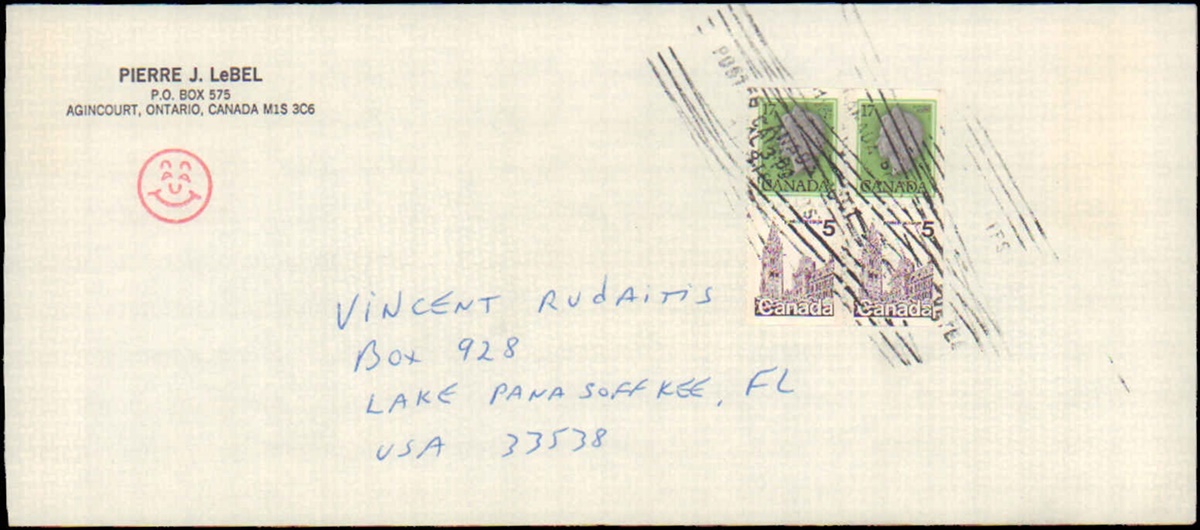 PIERRE J. LeBEL
P.O. BOX 575
AGINCOURT, ONTARIO, CANADA M1S 3C6
17
CANADA
17
CANADA
5
Canada
5
Canada
VINCENT RUDAITIS
BOX 928
LAKE PANASOFFKEE, FL
USA 33538